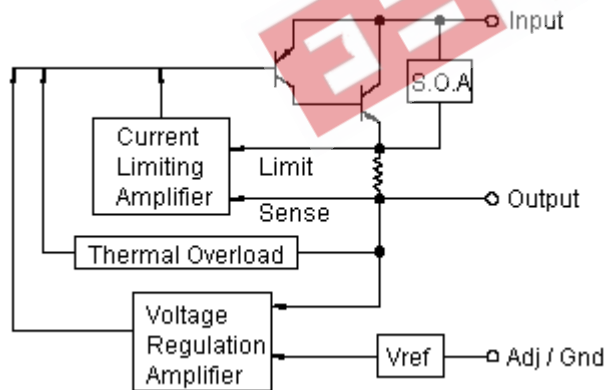 Input
S.O.A
Current
Limiting
Amplifier
Limit
Sense
Output
Thermal Overload
Voltage
Regulation
Amplifier
Vref
Adj / Gnd